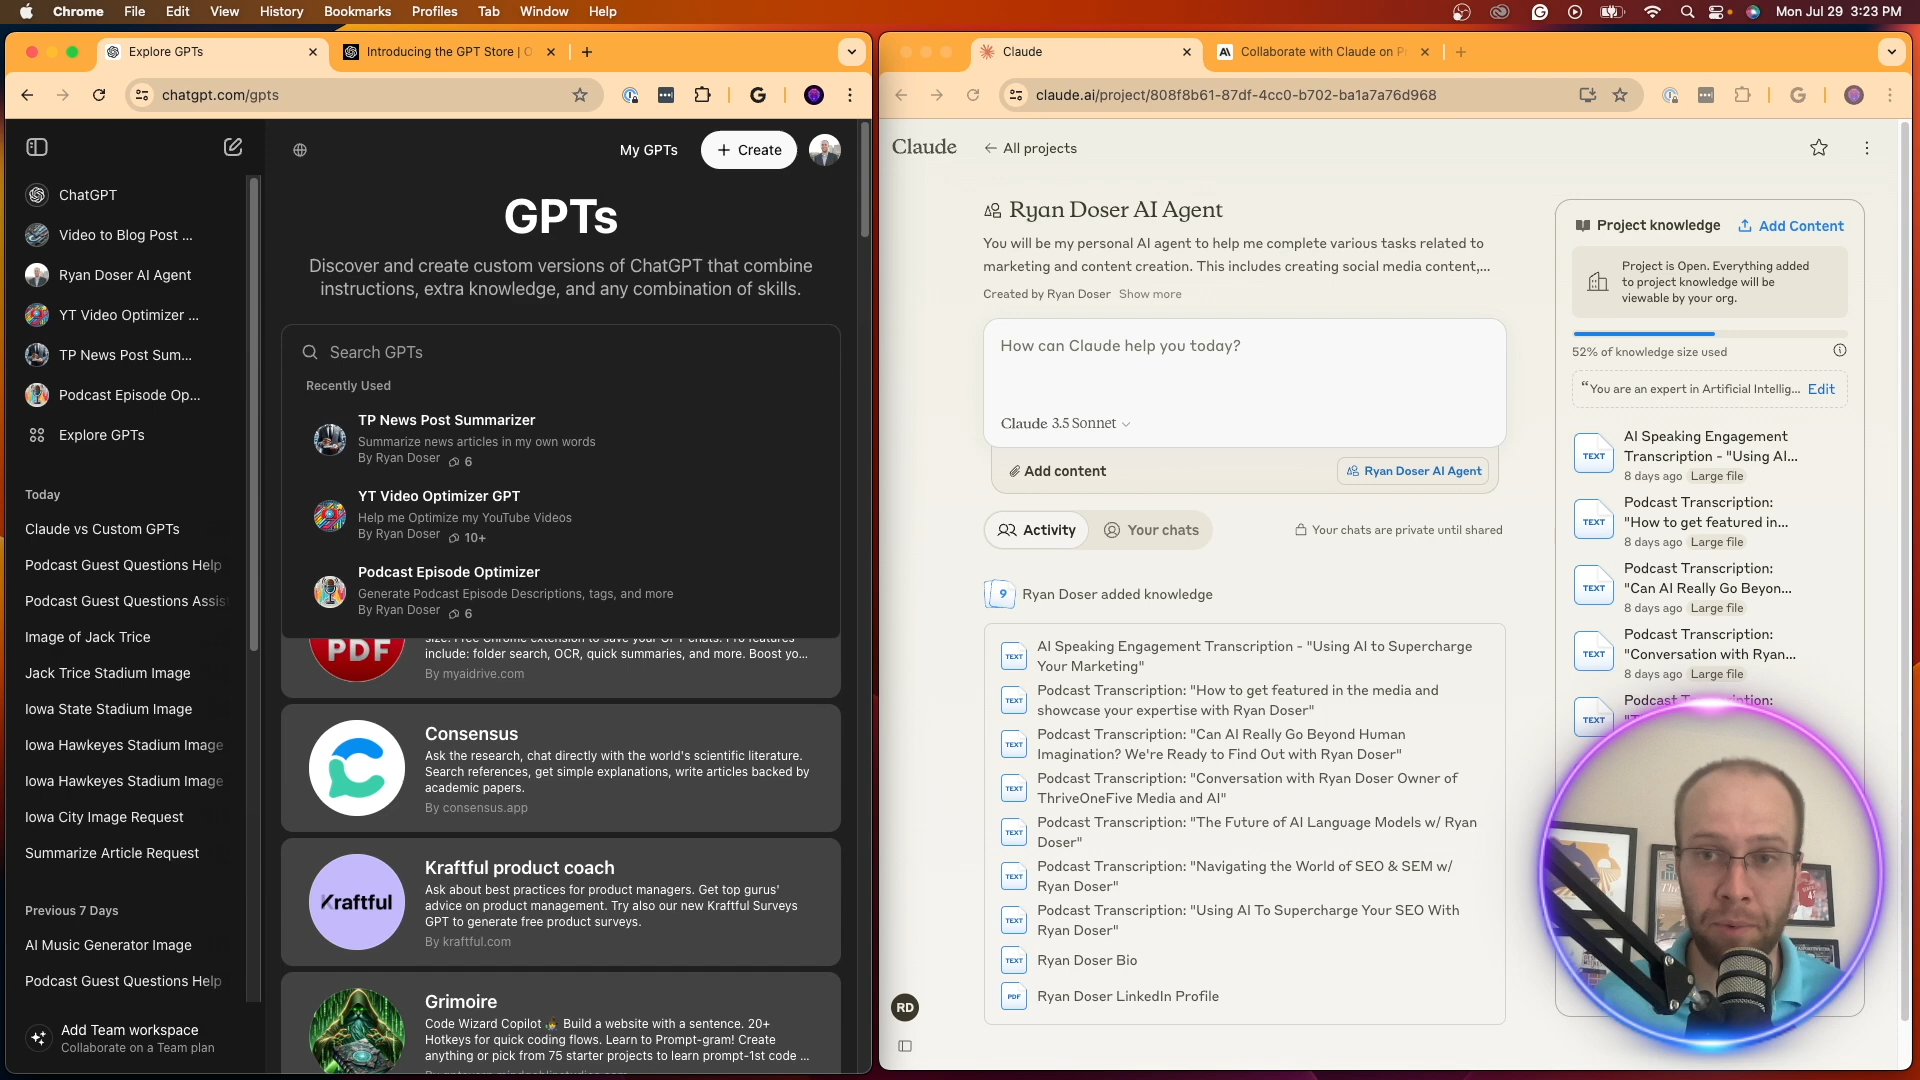 Chrome File Edit View History Bookmarks Profiles Tab Window Help
Mon Jul 29 3:23 PM
Explore GPTs
Introducing the GPT Store |
chatgpt.com/gpts
ChatGPT
Video to Blog Post ...
Ryan Doser AI Agent
YT Video Optimizer ...
TP News Post Sum...
Podcast Episode Op...
Explore GPTs
Today
Claude vs Custom GPTs
Podcast Guest Questions Help
Podcast Guest Questions Assis
Image of Jack Trice
Jack Trice Stadium Image
Iowa State Stadium Image
Iowa Hawkeyes Stadium Image
Iowa Hawkeyes Stadium Image
Iowa City Image Request
Summarize Article Request
Previous 7 Days
AI Music Generator Image
Podcast Guest Questions Help
Add Team workspace
Collaborate on a Team plan
My GPTs
+ Create
GPTs
Discover and create custom versions of ChatGPT that combine
instructions, extra knowledge, and any combination of skills.
Search GPTs
Recently Used
TP News Post Summarizer
Summarize news articles in my own words
By Ryan Doser 6
YT Video Optimizer GPT
Help me Optimize my YouTube Videos
By Ryan Doser 10+
Podcast Episode Optimizer
Generate Podcast Episode Descriptions, tags, and more
By Ryan Doser 6
PDF
include: folder search, OCR, quick summaries, and more. Boost yo...
By myaidrive.com
Consensus
Ask the research, chat directly with the world's scientific literature.
Search references, get simple explanations, write articles backed by
academic papers.
By consensus.app
Kraftful
Kraftful product coach
Ask about best practices for product managers. Get top gurus'
advice on product management. Try also our new Kraftful Surveys
GPT to generate free product surveys.
By kraftful.com
Grimoire
Code Wizard Copilot 🧙 Build a website with a sentence. 20+
Hotkeys for quick coding flows. Learn to Prompt-gram! Create
anything or pick from 75 starter projects to learn prompt-1st code ...
Claude
Collaborate with Claude on P
claude.ai/project/808f8b61-87df-4cc0-b702-ba1a7a76d968
Claude
← All projects
Ryan Doser AI Agent
You will be my personal AI agent to help me complete various tasks related to
marketing and content creation. This includes creating social media content,...
Created by Ryan Doser Show more
How can Claude help you today?
Claude 3.5 Sonnet
Add content
Ryan Doser AI Agent
Activity
Your chats
Your chats are private until shared
9 Ryan Doser added knowledge
TEXT AI Speaking Engagement Transcription - "Using AI to Supercharge
Your Marketing"
TEXT Podcast Transcription: "How to get featured in the media and
showcase your expertise with Ryan Doser"
TEXT Podcast Transcription: "Can AI Really Go Beyond Human
Imagination? We're Ready to Find Out with Ryan Doser"
TEXT Podcast Transcription: "Conversation with Ryan Doser Owner of
ThriveOneFive Media and AI"
TEXT Podcast Transcription: "The Future of AI Language Models w/ Ryan
Doser"
TEXT Podcast Transcription: "Navigating the World of SEO & SEM w/
Ryan Doser"
TEXT Podcast Transcription: "Using AI To Supercharge Your SEO With
Ryan Doser"
TEXT Ryan Doser Bio
PDF Ryan Doser LinkedIn Profile
RD
Project knowledge
Add Content
Project is Open. Everything added
to project knowledge will be
viewable by your org.
52% of knowledge size used
"You are an expert in Artificial Intellig... Edit
TEXT AI Speaking Engagement
Transcription - "Using AI...
8 days ago Large file
TEXT Podcast Transcription:
"How to get featured in...
8 days ago Large file
TEXT Podcast Transcription:
"Can AI Really Go Beyon...
8 days ago Large file
TEXT Podcast Transcription:
"Conversation with Ryan...
8 days ago Large file
TEXT Podcast Transcription: